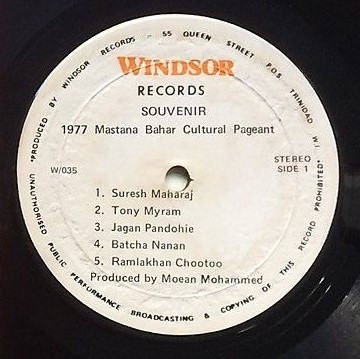 *PRODUCED BY WINDSOR RECORDS - 55 QUEEN STREET P.O.S. TRINIDAD W.I.
WINDSOR
RECORDS
SOUVENIR
1977 Mastana Bahar Cultural Pageant
W/035
STEREO
SIDE 1
1. Suresh Maharaj
2. Tony Myram
3. Jagan Pandohie
4. Batcha Nanan
5. Ramlakhan Chootoo
Produced by Moean Mohammed
UNAUTHORISED PUBLIC PERFORMANCE BROADCASTING & COPYING OF THIS RECORD PROHIBITED*